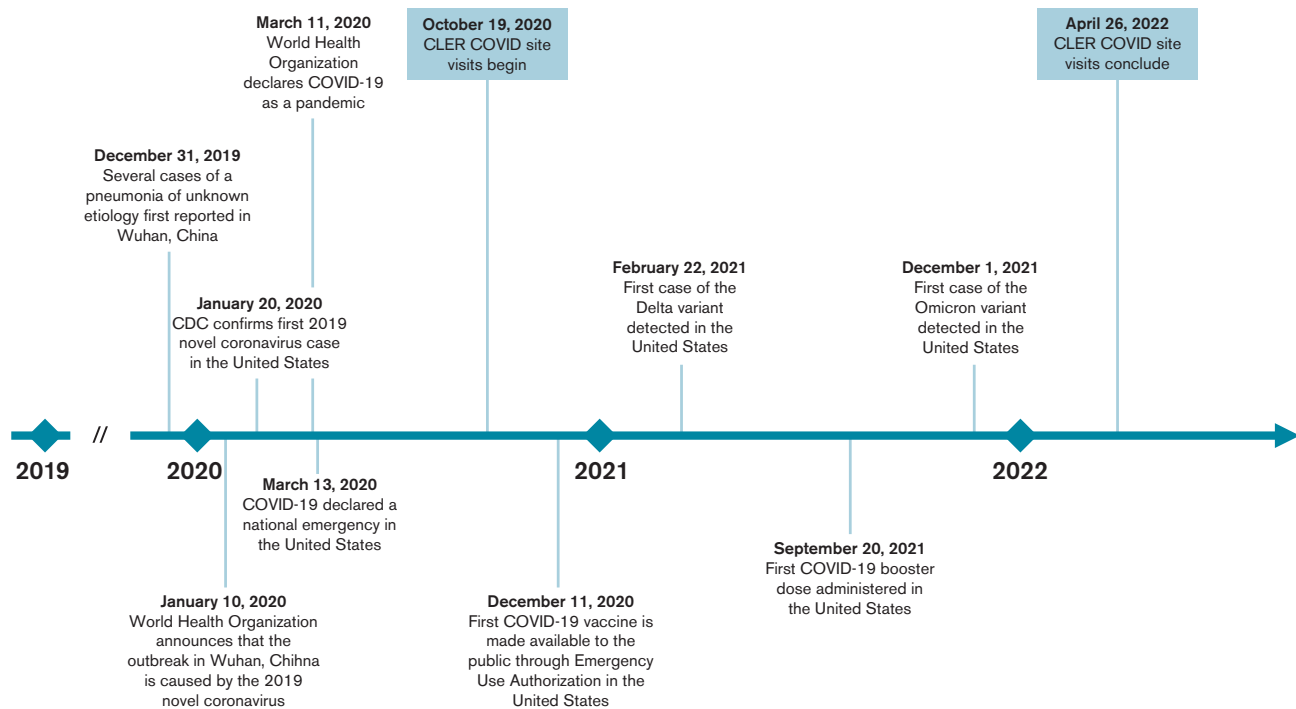 March 11, 2020
World Health
Organization
declares COVID-19
as a pandemic
October 19, 2020
CLER COVID site
visits begin
April 26, 2022
CLER COVID site
visits conclude
December 31, 2019
Several cases of a
pneumonia of unknown
etiology first reported in
Wuhan, China
January 20, 2020
CDC confirms first 2019
novel coronavirus case
in the United States
February 22, 2021
First case of the
Delta variant
detected in the
United States
December 1, 2021
First case of the
Omicron variant
detected in the
United States
//
2019
2020
2021
2022
March 13, 2020
COVID-19 declared a
national emergency in
the United States
September 20, 2021
First COVID-19 booster
dose administered in
the United States
January 10, 2020
World Health Organization
announces that the
outbreak in Wuhan, Chihna
is caused by the 2019
novel coronavirus
December 11, 2020
First COVID-19 vaccine is
made available to the
public through Emergency
Use Authorization in the
United States